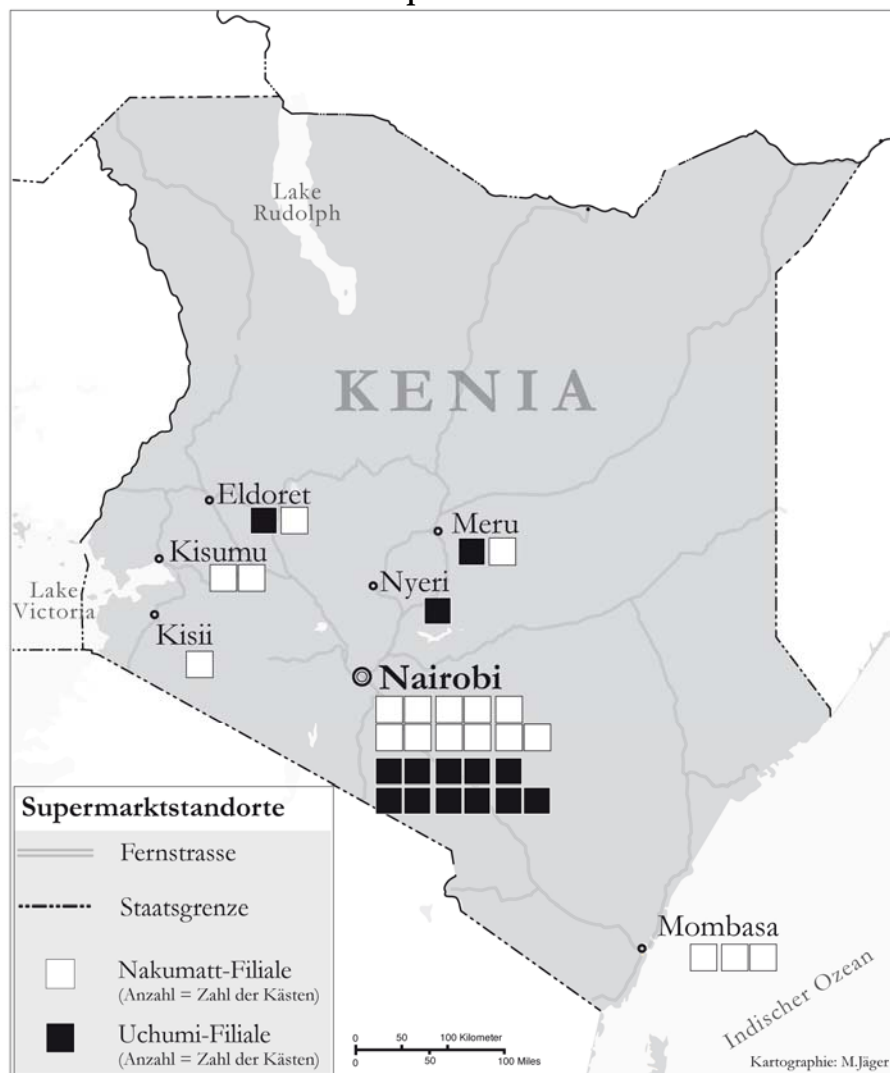 Lake
Rudolph
KENIA
Eldoret
Meru
Kisumu
Nyeri
Lake
Victoria
Kisii
Nairobi
Supermarktstandorte
Fernstrasse
Staatsgrenze
Mombasa
Nakumatt-Filiale
(Anzahl = Zahl der Kästen)
Indischer Ozean
Uchumi-Filiale
(Anzahl = Zahl der Kästen)
0 50 100 Kilometer
0 50 100 Miles
Kartographie: M.Jäger